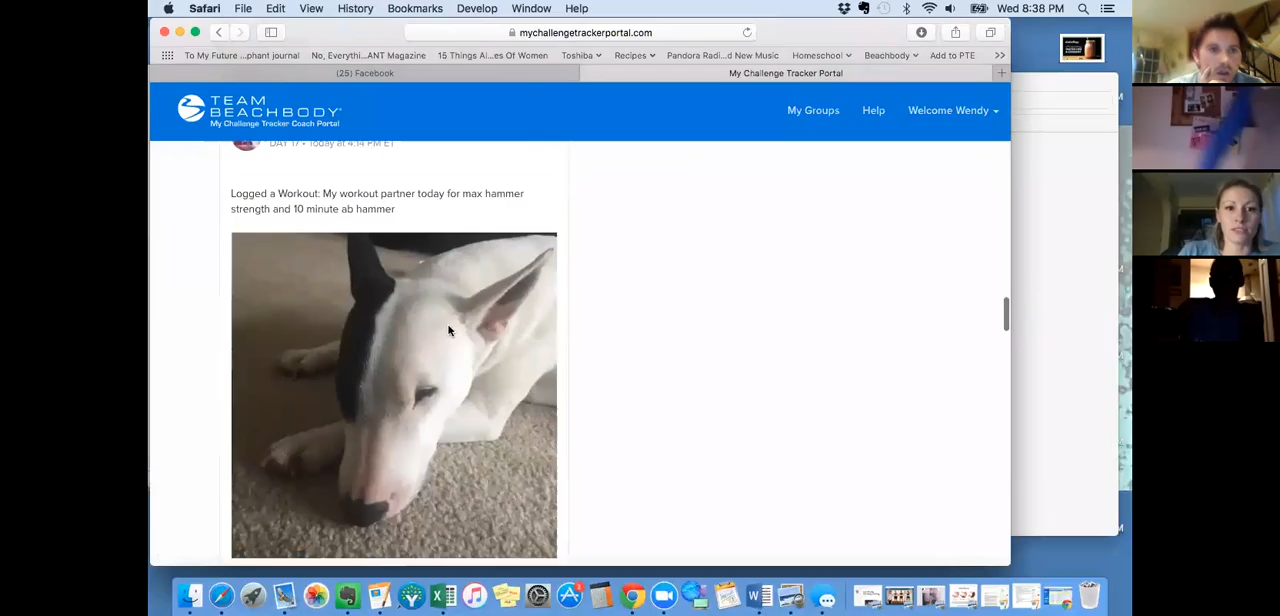 Safari File Edit View History Bookmarks Develop Window Help Wed 8:38 PM
mychallengetrackerportal.com
To My Future ...phant journal No, Everythi...ANT Magazine 15 Things Al...es Of Women Toshiba Recipes Pandora Radi...d New Music Homeschool Beachbody Add to PTE >>
(25) Facebook My Challenge Tracker Portal
TEAM
BEACHBODY
My Challenge Tracker Coach Portal
My Groups Help Welcome Wendy
DAY 17 • Today at 4:14 PM ET
Logged a Workout: My workout partner today for max hammer
strength and 10 minute ab hammer